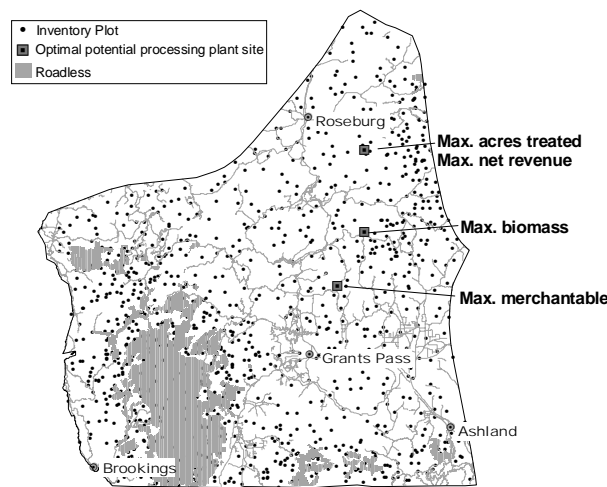 Inventory Plot
Optimal potential processing plant site
Roadless
Roseburg
Max. acres treated
Max. net revenue
Max. biomass
Max. merchantable
Grants Pass
Ashland
Brookings